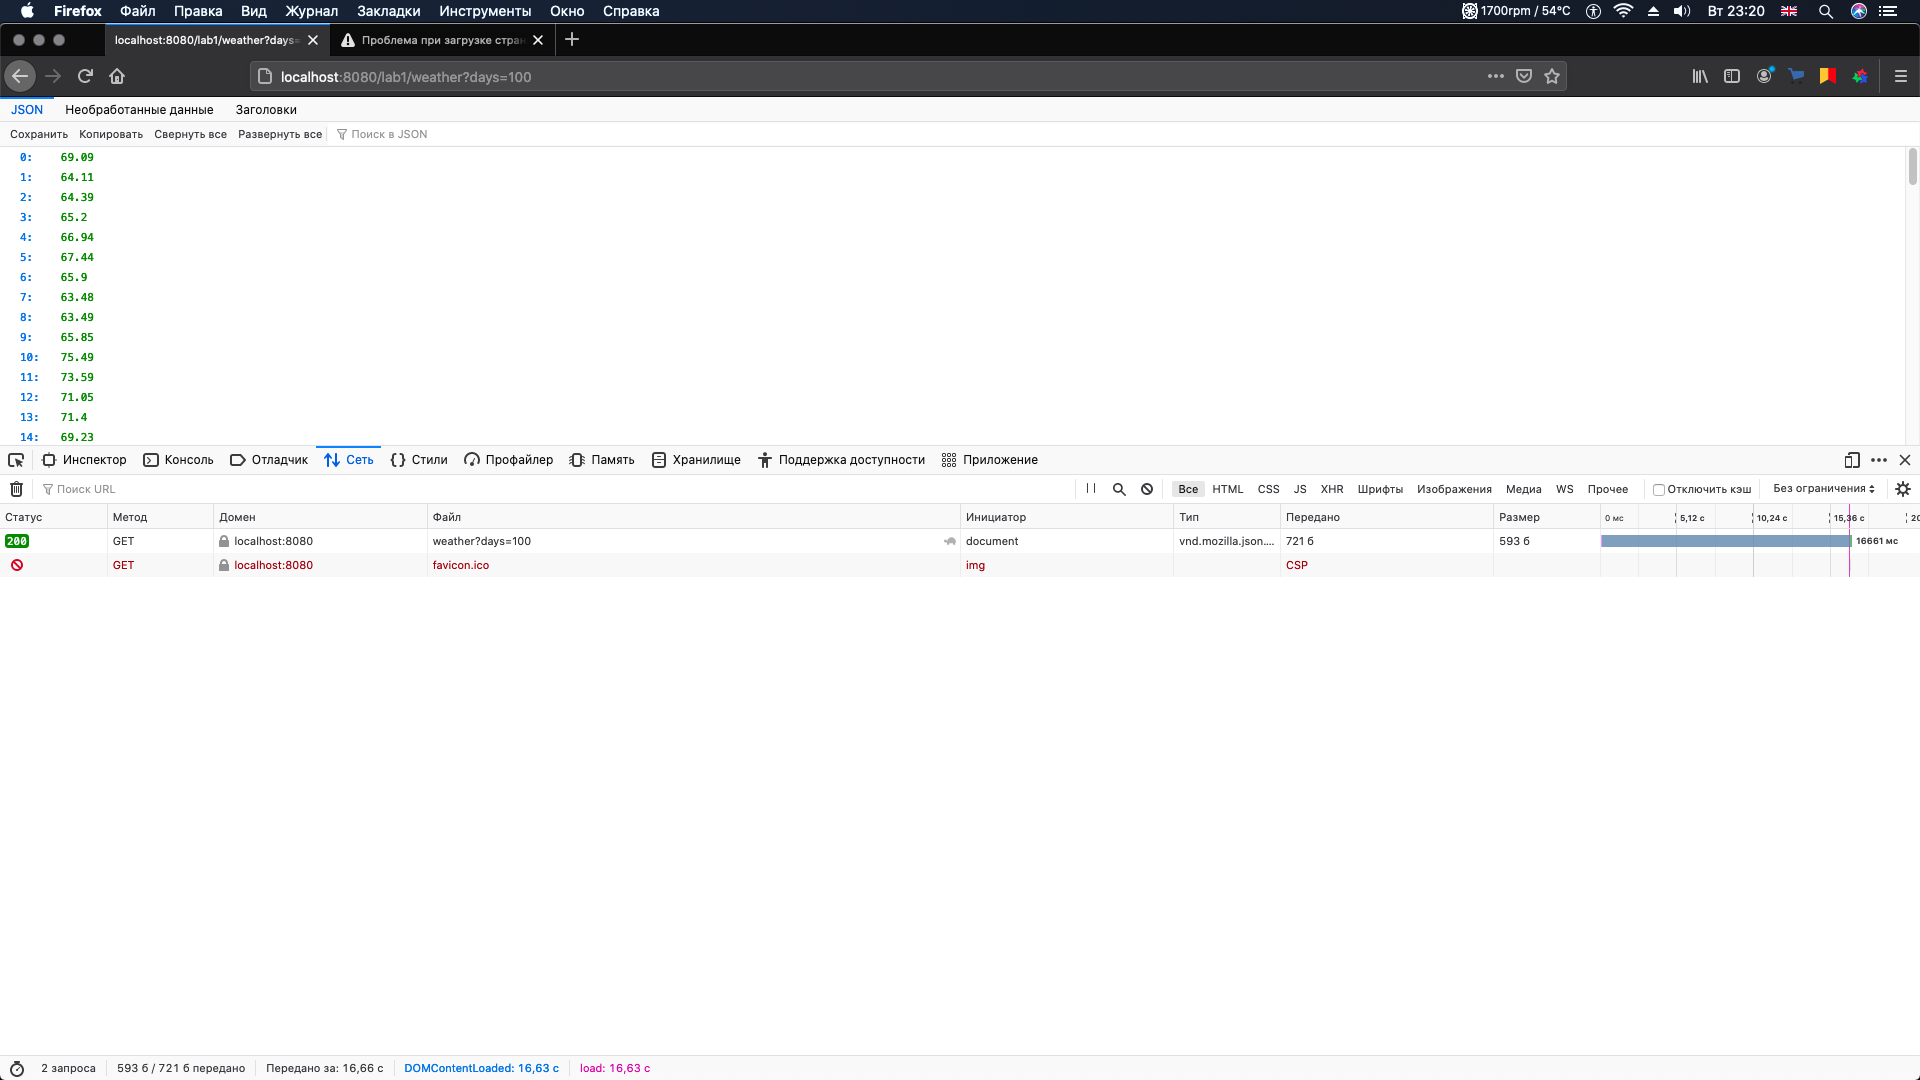 Firefox Файл Правка Вид Журнал Закладки Инструменты Окно Справка 1700rpm / 54°C Вт 23:20
localhost:8080/lab1/weather?days= Проблема при загрузке стран
localhost:8080/lab1/weather?days=100
JSON Необработанные данные Заголовки
Сохранить Копировать Свернуть все Развернуть все Поиск в JSON
0: 69.09
1: 64.11
2: 64.39
3: 65.2
4: 66.94
5: 67.44
6: 65.9
7: 63.48
8: 63.49
9: 65.85
10: 75.49
11: 73.59
12: 71.05
13: 71.4
14: 69.23
Инспектор Консоль Отладчик Сеть Стили Профайлер Память Хранилище Поддержка доступности Приложение
Поиск URL Все HTML CSS JS XHR Шрифты Изображения Медиа WS Прочее Отключить кэш Без ограничения
Статус Метод Домен Файл Инициатор Тип Передано Размер 0 мс 5,12 с 10,24 с 15,36 с 20
200 GET localhost:8080 weather?days=100 document vnd.mozilla.json.... 721 б 593 б 16661 мс
GET localhost:8080 favicon.ico img CSP
2 запроса 593 б / 721 б передано Передано за: 16,66 с DOMContentLoaded: 16,63 с load: 16,63 с